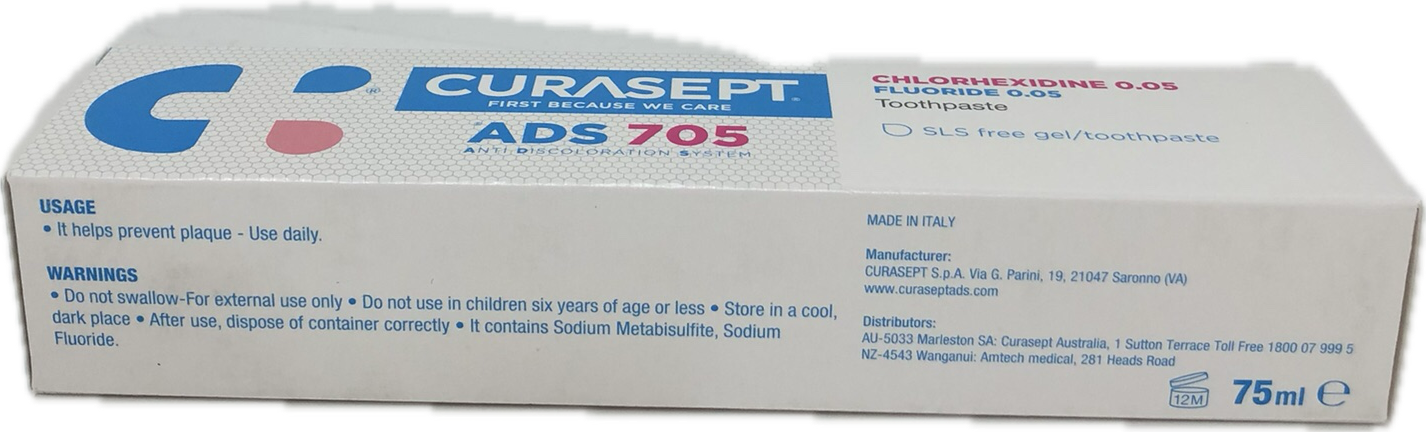 CURASEPT®
FIRST BECAUSE WE CARE
ADS 705
ANTI DISCOLORATION SYSTEM
CHLORHEXIDINE 0.05
FLUORIDE 0.05
Toothpaste
SLS free gel/toothpaste
USAGE
• It helps prevent plaque - Use daily.
WARNINGS
• Do not swallow-For external use only • Do not use in children six years of age or less • Store in a cool,
dark place • After use, dispose of container correctly • It contains Sodium Metabisulfite, Sodium
Fluoride.
MADE IN ITALY
Manufacturer:
CURASEPT S.p.A. Via G. Parini, 19, 21047 Saronno (VA)
www.curaseptads.com
Distributors:
AU-5033 Marleston SA: Curasept Australia, 1 Sutton Terrace Toll Free 1800 07 999 5
NZ-4543 Wanganui: Amtech medical, 281 Heads Road
12M
75ml ℮